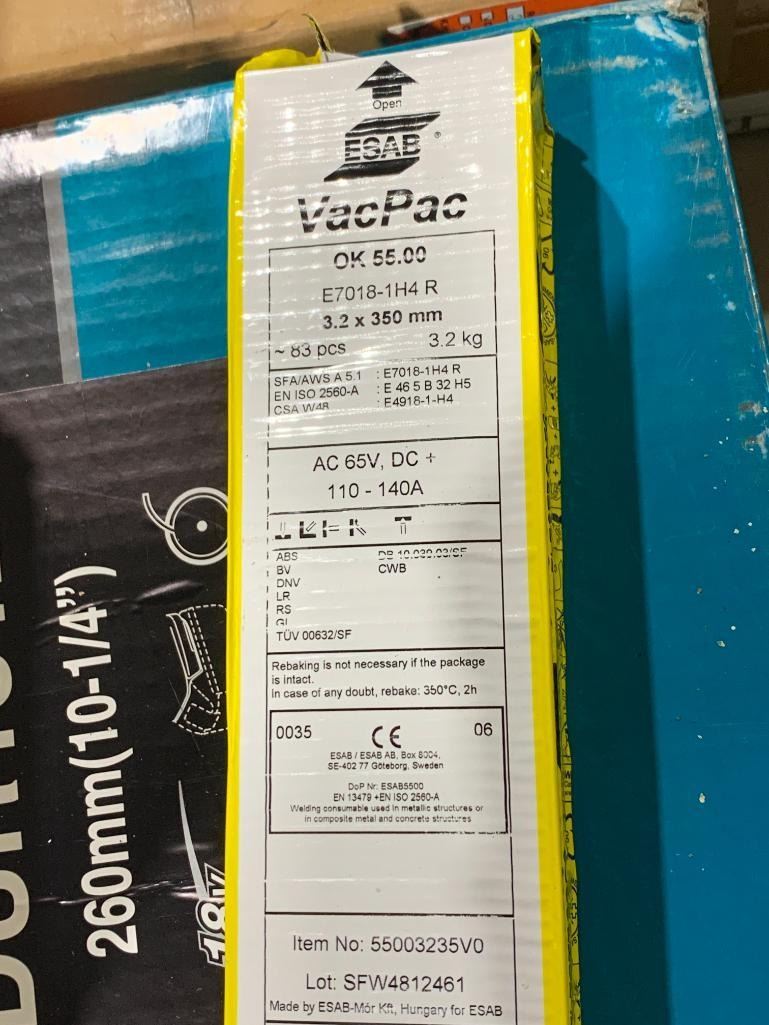 Open
ESAB ®
VacPac
OK 55.00
E7018-1H4 R
3.2 x 350 mm
~ 83 pcs 3.2 kg
SFA/AWS A 5.1 : E7018-1H4 R
EN ISO 2560-A : E 46 5 B 32 H5
CSA W48 : E4918-1-H4
AC 65V, DC +
110 - 140A
ABS DB 10.039.03/SF
BV CWB
DNV
LR
RS
GL
TÜV 00632/SF
Rebaking is not necessary if the package
is intact.
In case of any doubt, rebake: 350°C, 2h
0035 CE 06
ESAB / ESAB AB, Box 8004,
SE-402 77 Göteborg, Sweden
DoP Nr: ESAB5500
EN 13479 +EN ISO 2560-A
Welding consumable used in metallic structures or
in composite metal and concrete structures
Item No: 55003235V0
Lot: SFW4812461
Made by ESAB-Mór Kft, Hungary for ESAB
260mm(10-1/4")
18V